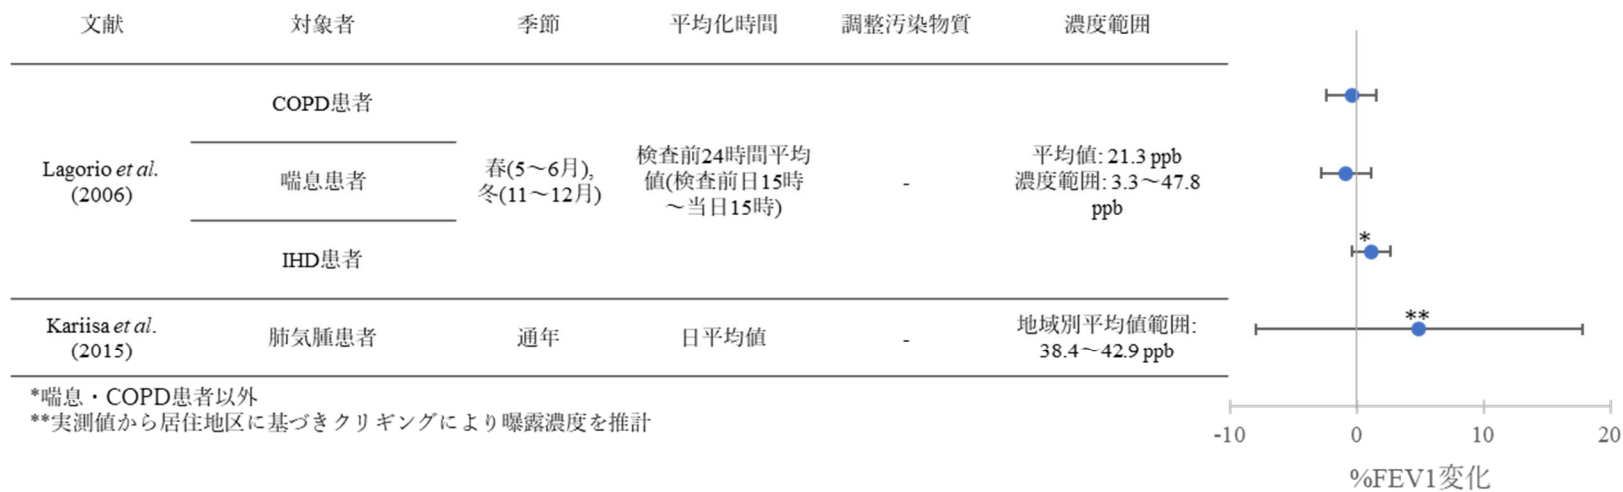 文献 対象者 季節 平均化時間 調整汚染物質 濃度範囲
COPD患者
Lagorio et al.
(2006)
喘息患者
春(5～6月),
冬(11～12月)
検査前24時間平均
値(検査前日15時
～当日15時)
-
平均値: 21.3 ppb
濃度範囲: 3.3～47.8
ppb
IHD患者
*
Kariisa et al.
(2015)
肺気腫患者
通年
日平均値
-
地域別平均値範囲:
38.4～42.9 ppb
**
*喘息・COPD患者以外
**実測値から居住地区に基づきクリギングにより曝露濃度を推計
-10 0 10 20
%FEV1変化